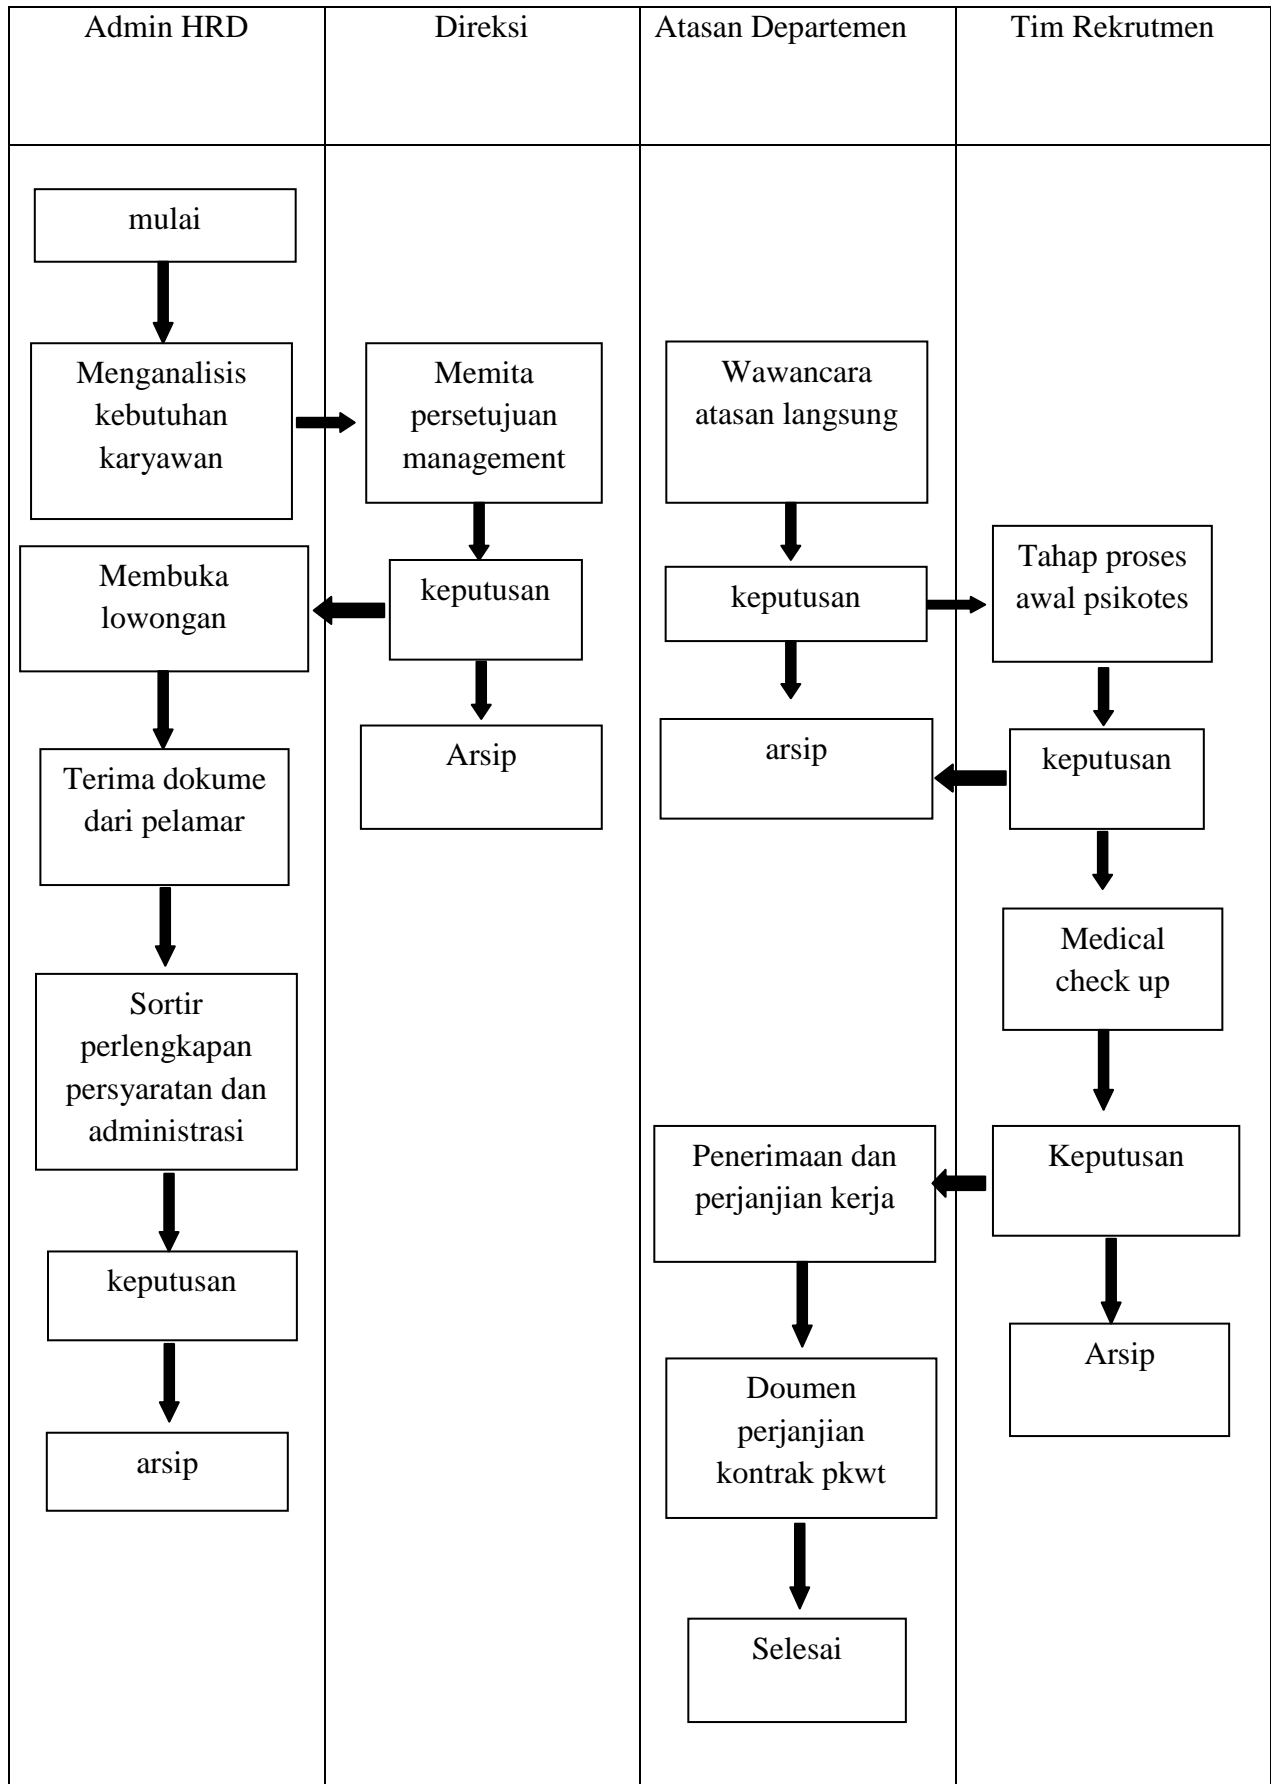 Admin HRD
Direksi
Atasan Departemen
Tim Rekrutmen
mulai
Menganalisis
kebutuhan
karyawan
Membuka
lowongan
Terima dokume
dari pelamar
Sortir
perlengkapan
persyaratan dan
administrasi
keputusan
arsip
Memita
persetujuan
management
keputusan
Arsip
Wawancara
atasan langsung
keputusan
arsip
Penerimaan dan
perjanjian kerja
Doumen
perjanjian
kontrak pkwt
Selesai
Tahap proses
awal psikotes
keputusan
Medical
check up
Keputusan
Arsip